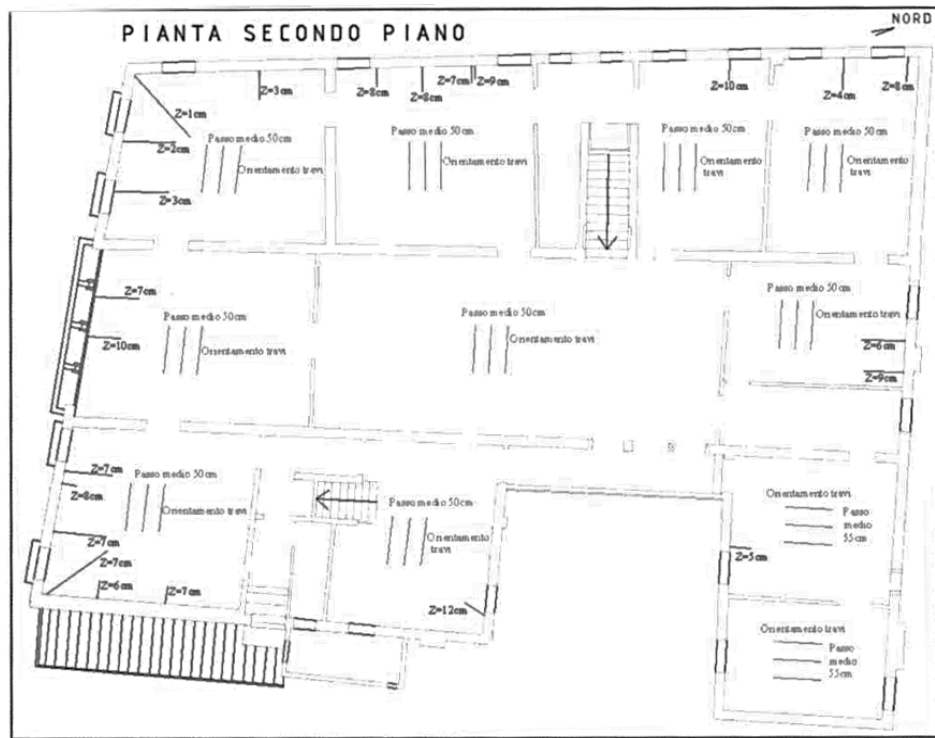 PIANTA SECONDO PIANO
NORD
Z=3cm
Z=8cm
Z=8cm
Z=7cm
Z=9cm
Z=10cm
Z=4cm
Z=8cm
Z=1cm
Z=2cm
Z=3cm
Passo medio 50cm
Orientamento travi
Passo medio 50cm
Orientamento
travi
Passo medio 50cm
Orientamento
travi
Passo medio 50cm
Orientamento
travi
Z=7cm
Z=10cm
Passo medio 50cm
Orientamento travi
Passo medio 50cm
Orientamento travi
Passo medio 50cm
Orientamento travi
Z=6cm
Z=9cm
Z=7cm
Z=8cm
Z=7cm
Z=7cm
Z=6cm
Z=7cm
Passo medio 50cm
Orientamento travi
Passo medio 50cm
Orientamento
travi
Z=12cm
Z=5cm
Orientamento travi
Passo
medio
55cm
Orientamento travi
Passo
medio
55cm